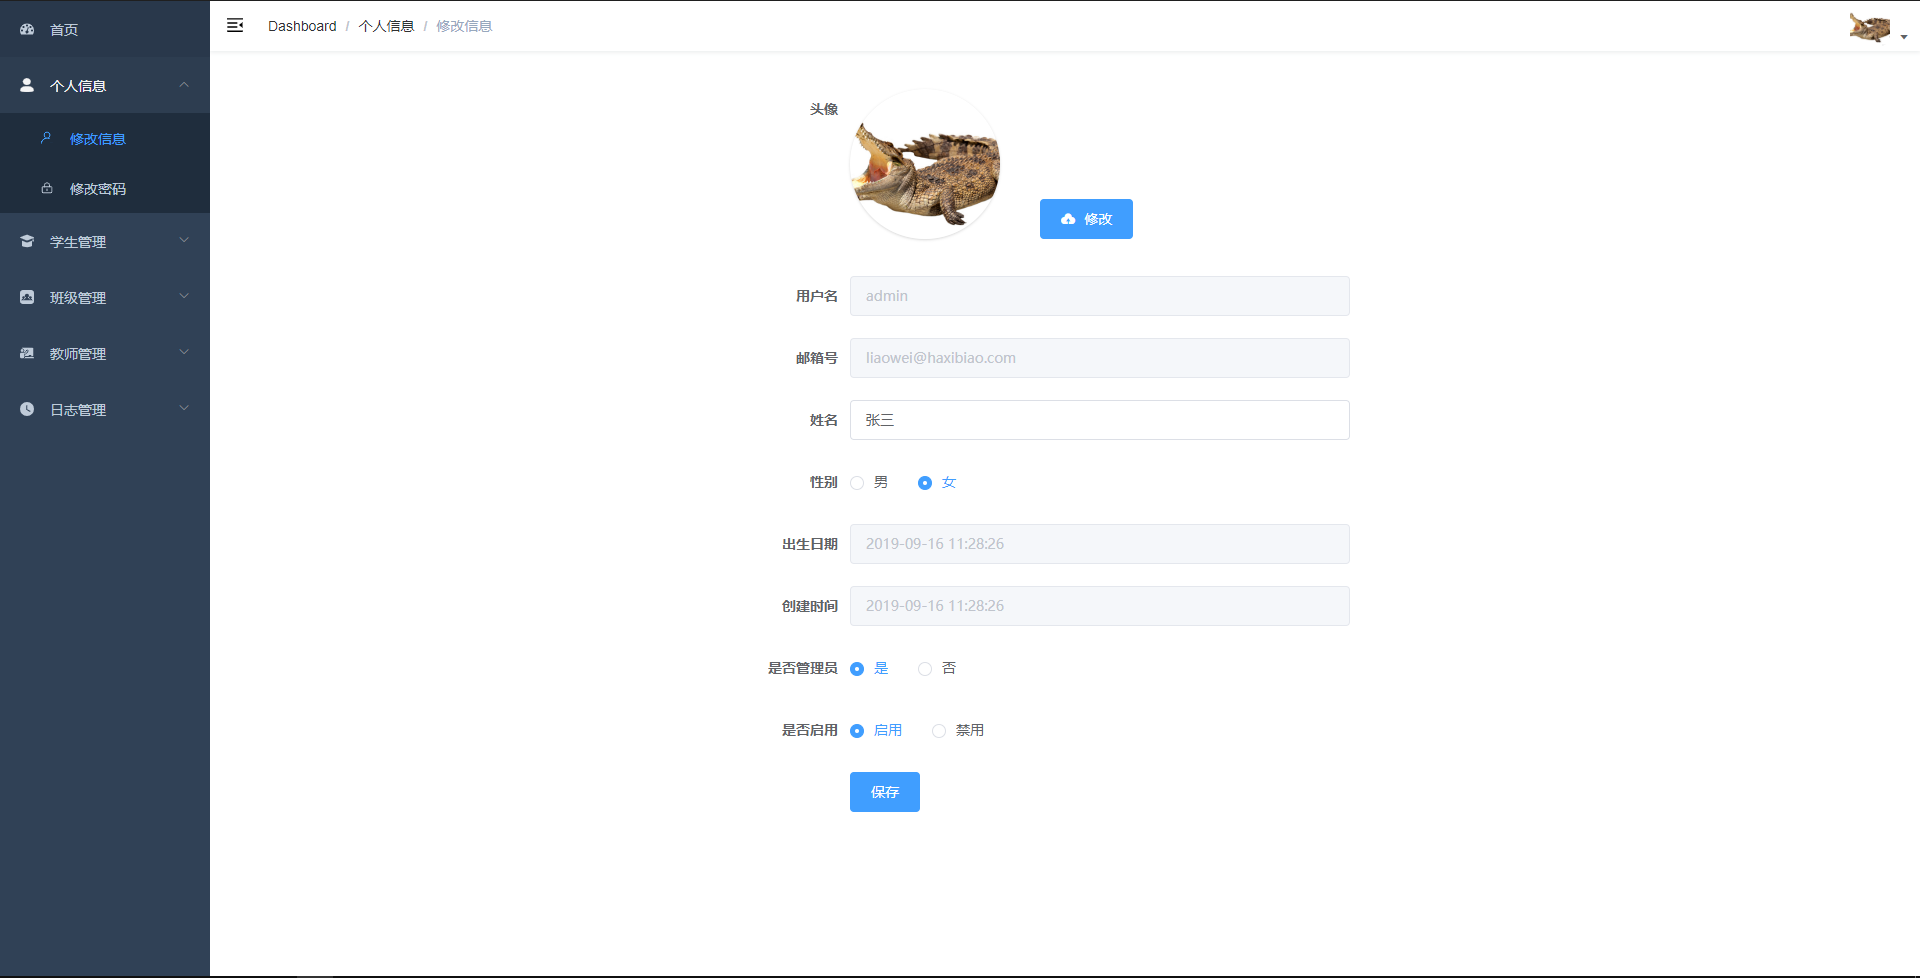 首页
个人信息
修改信息
修改密码
学生管理
班级管理
教师管理
日志管理
Dashboard / 个人信息 / 修改信息
头像
修改
用户名 admin
邮箱号 liaowei@haxibiao.com
姓名 张三
性别 男 女
出生日期 2019-09-16 11:28:26
创建时间 2019-09-16 11:28:26
是否管理员 是 否
是否启用 启用 禁用
保存